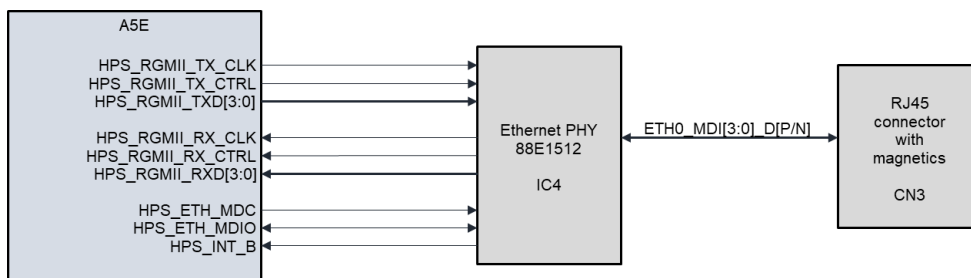 A5E
HPS_RGMII_TX_CLK
HPS_RGMII_TX_CTRL
HPS_RGMII_TXD[3:0]
HPS_RGMII_RX_CLK
HPS_RGMII_RX_CTRL
HPS_RGMII_RXD[3:0]
HPS_ETH_MDC
HPS_ETH_MDIO
HPS_INT_B
Ethernet PHY
88E1512
IC4
ETH0_MDI[3:0]_D[P/N]
RJ45
connector
with
magnetics
CN3